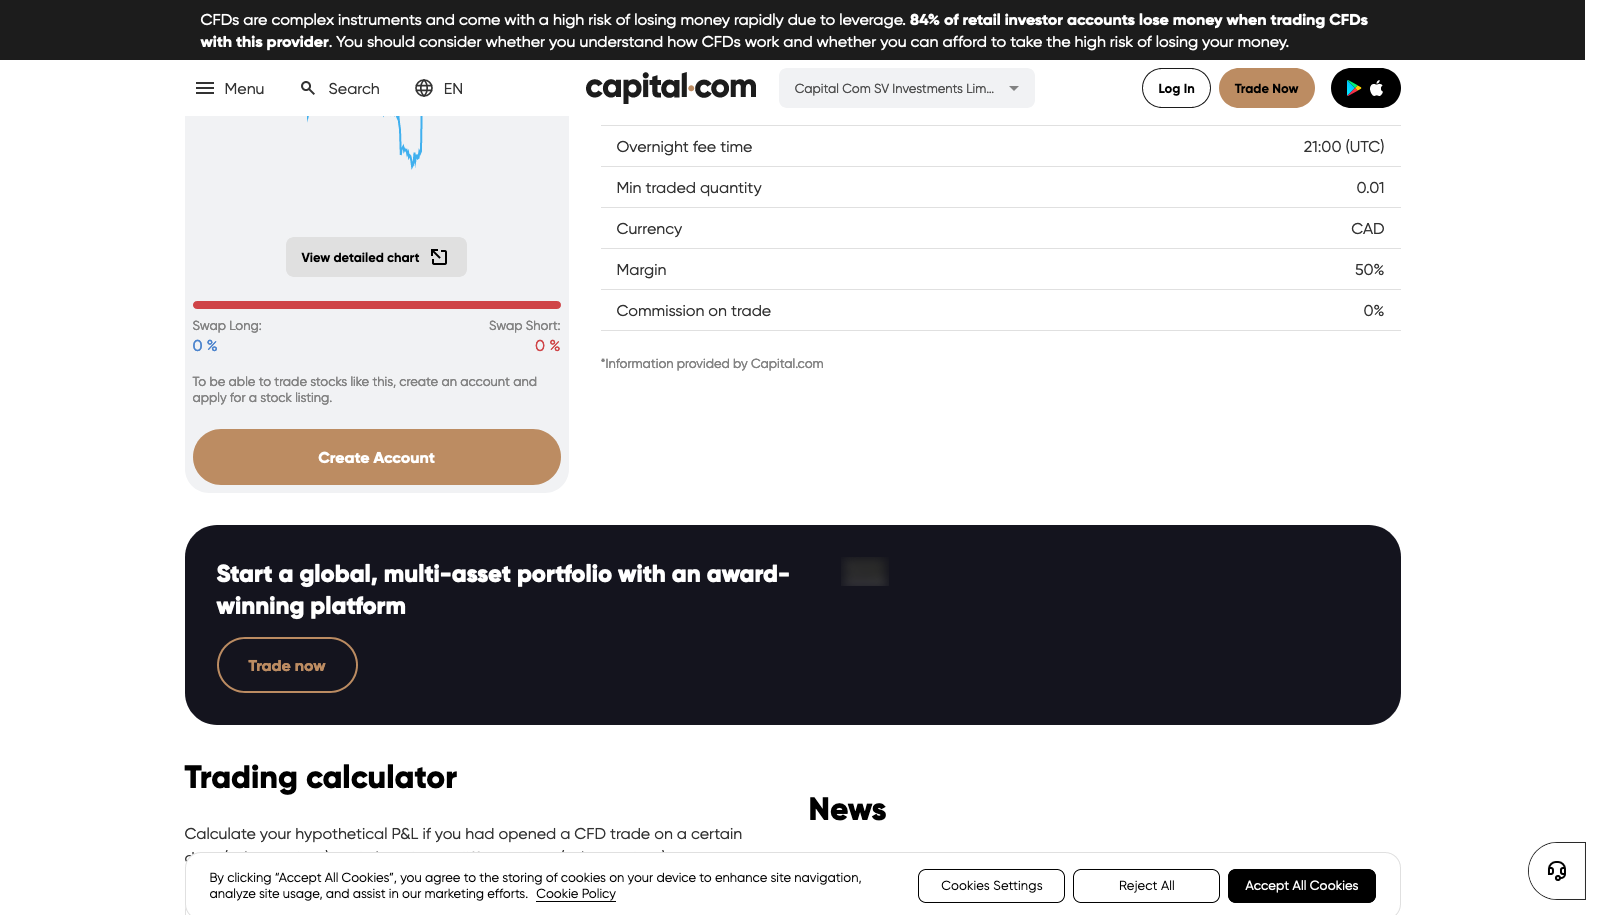 CFDs are complex instruments and come with a high risk of losing money rapidly due to leverage. 84% of retail investor accounts lose money when trading CFDs
with this provider. You should consider whether you understand how CFDs work and whether you can afford to take the high risk of losing your money.
Menu
Search
EN
capital.com
Capital Com SV Investments Lim...
Log In
Trade Now
Overnight fee time 21:00 (UTC)
Min traded quantity 0.01
Currency CAD
Margin 50%
Commission on trade 0%
*Information provided by Capital.com
View detailed chart
Swap Long: Swap Short:
0 % 0 %
To be able to trade stocks like this, create an account and
apply for a stock listing.
Create Account
Start a global, multi-asset portfolio with an award-
winning platform
Trade now
Trading calculator
Calculate your hypothetical P&L if you had opened a CFD trade on a certain
News
By clicking “Accept All Cookies”, you agree to the storing of cookies on your device to enhance site navigation,
analyze site usage, and assist in our marketing efforts. Cookie Policy
Cookies Settings
Reject All
Accept All Cookies